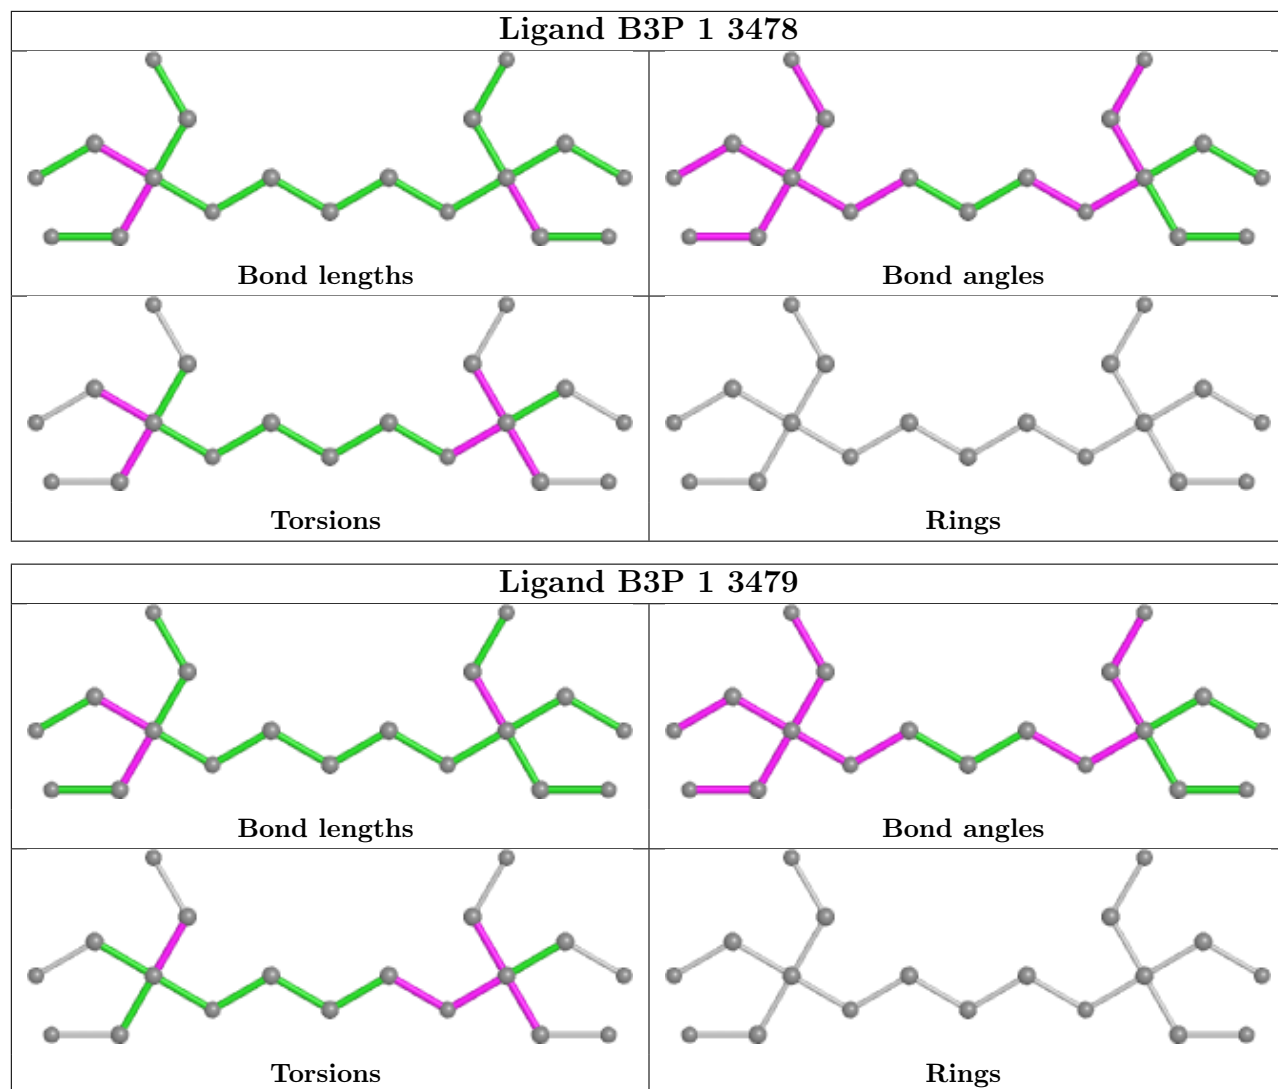 Ligand B3P 1 3478
Bond lengths
Bond angles
Torsions
Rings
Ligand B3P 1 3479
Bond lengths
Bond angles
Torsions
Rings